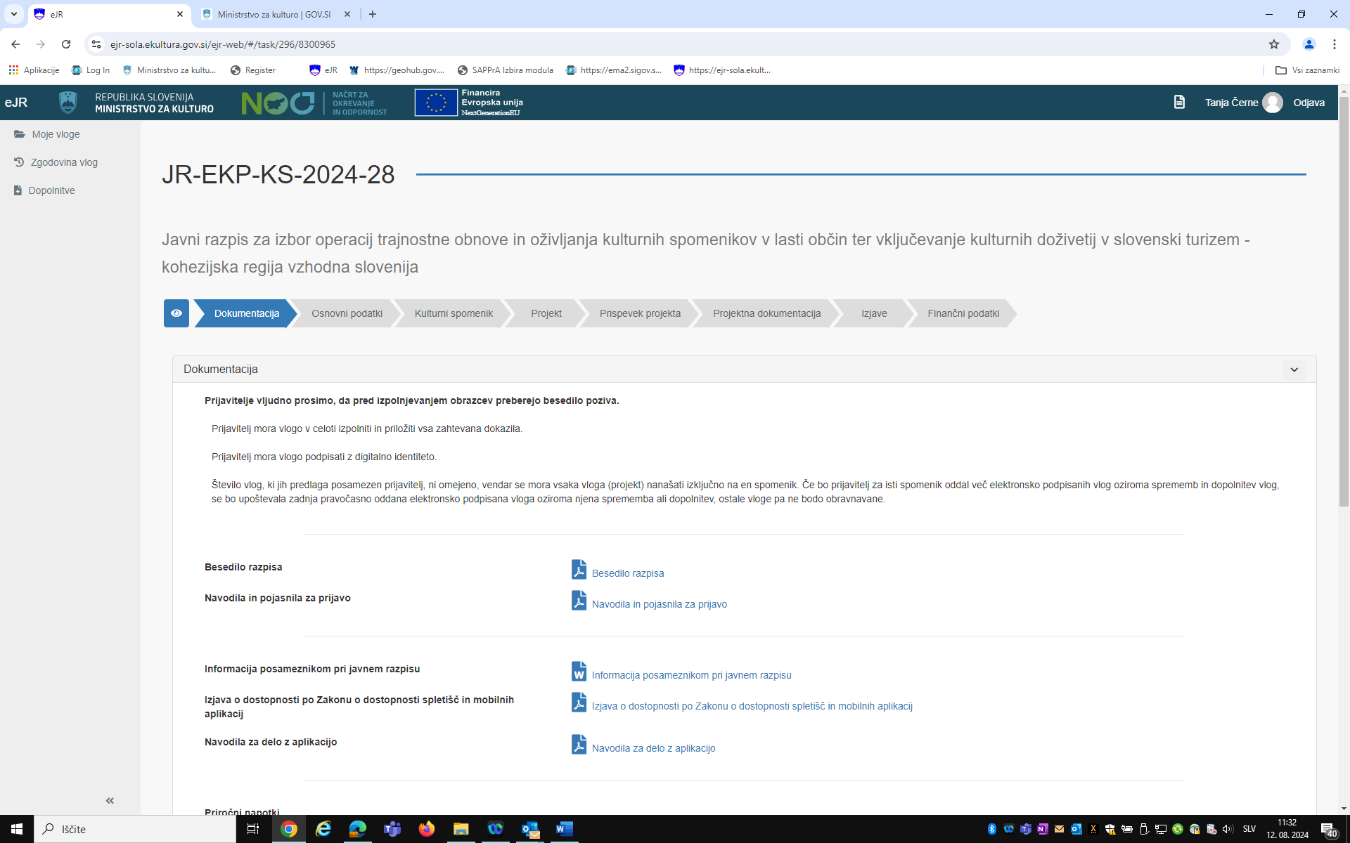 eJR
Ministrstvo za kulturo | GOV.SI
ejr-sola.ekultura.gov.si/ejr-web/#/task/296/8300965
Aplikacije
Log In
Ministrstvo za kultu...
Register
eJR
https://geohub.gov....
SAPPrA Izbira modula
https://ema2.sigov.s...
https://ejr-sola.ekult...
Vsi zaznamki
eJR
REPUBLIKA SLOVENIJA
MINISTRSTVO ZA KULTURO
NOO
NAČRT ZA
OKREVANJE
IN ODPORNOST
Financira
Evropska unija
NextGenerationEU
Tanja Černe
Odjava
Moje vloge
Zgodovina vlog
Dopolnitve
JR-EKP-KS-2024-28
Javni razpis za izbor operacij trajnostne obnove in oživljanja kulturnih spomenikov v lasti občin ter vključevanje kulturnih doživetij v slovenski turizem -
kohezijska regija vzhodna slovenija
Dokumentacija
Osnovni podatki
Kulturni spomenik
Projekt
Prispevek projekta
Projektna dokumentacija
Izjave
Finančni podatki
Dokumentacija
Prijavitelje vljudno prosimo, da pred izpolnjevanjem obrazcev preberejo besedilo poziva.
Prijavitelj mora vlogo v celoti izpolniti in priložiti vsa zahtevana dokazila.
Prijavitelj mora vlogo podpisati z digitalno identiteto.
Število vlog, ki jih predlaga posamezen prijavitelj, ni omejeno, vendar se mora vsaka vloga (projekt) nanašati izključno na en spomenik. Če bo prijavitelj za isti spomenik oddal več elektronsko podpisanih vlog oziroma sprememb in dopolnitev vlog,
se bo upoštevala zadnja pravočasno oddana elektronsko podpisana vloga oziroma njena sprememba ali dopolnitev, ostale vloge pa ne bodo obravnavane.
Besedilo razpisa
Besedilo razpisa
Navodila in pojasnila za prijavo
Navodila in pojasnila za prijavo
Informacija posameznikom pri javnem razpisu
Informacija posameznikom pri javnem razpisu
Izjava o dostopnosti po Zakonu o dostopnosti spletišč in mobilnih
aplikacij
Izjava o dostopnosti po Zakonu o dostopnosti spletišč in mobilnih aplikacij
Navodila za delo z aplikacijo
Navodila za delo z aplikacijo
Priročni napotki
Iščite
SLV
11:32
12. 08. 2024
40